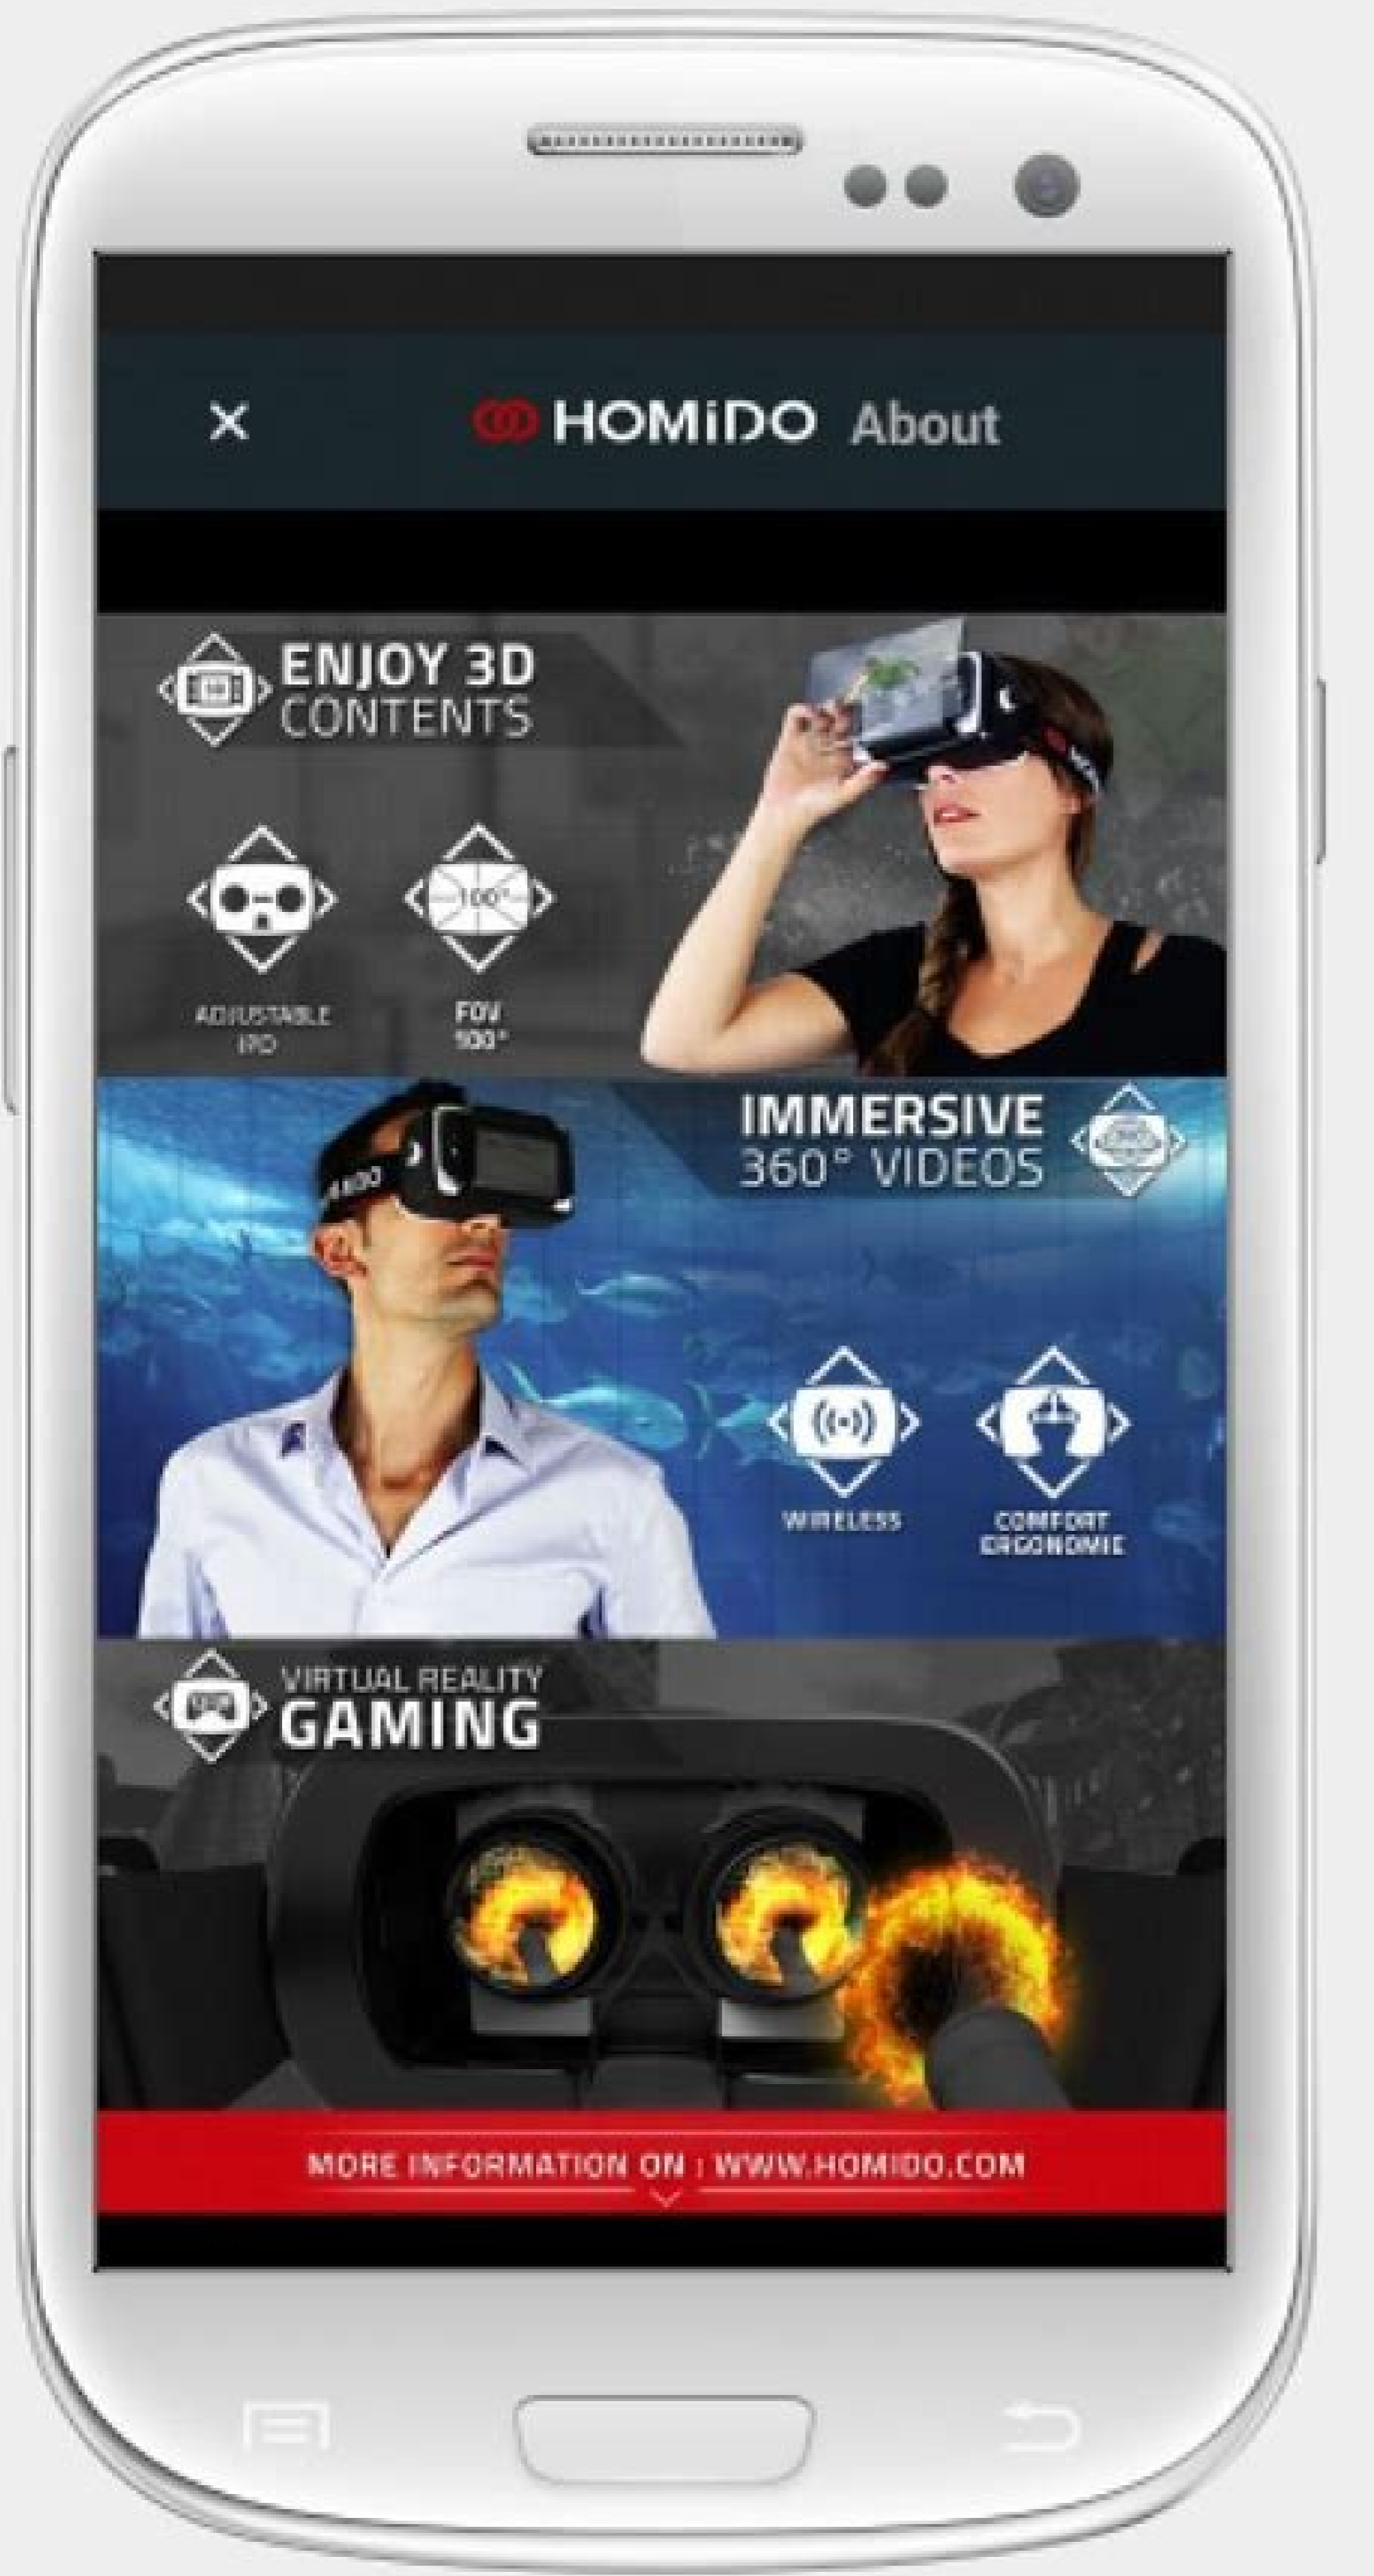 HOMiDO About
ENJOY 3D
CONTENTS
100°
ADJUSTABLE
IPD
FOV
100°
IMMERSIVE
360° VIDEOS
WIRELESS
COMFORT
ERGONOMIE
VIRTUAL REALITY
GAMING
MORE INFORMATION ON : WWW.HOMIDO.COM